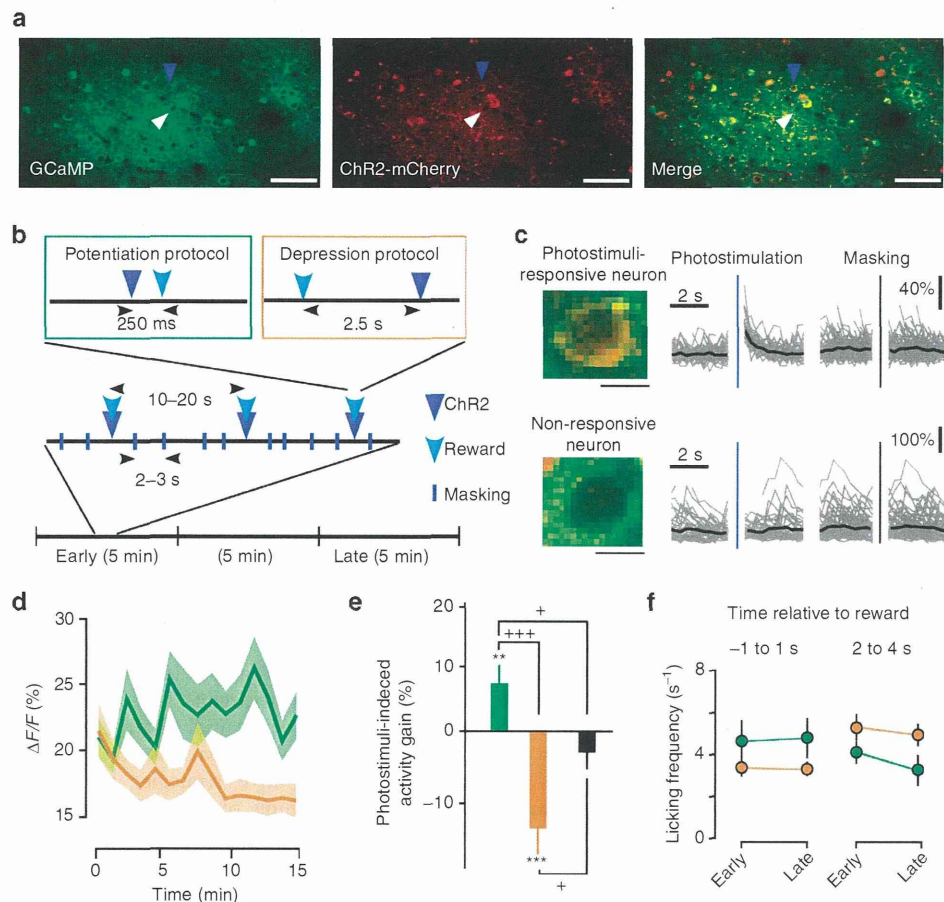 a
GCaMP
ChR2-mCherry
Merge
b
Potentiation protocol
250 ms
Depression protocol
2.5 s
10–20 s
2–3 s
ChR2
Reward
Masking
Early (5 min)
(5 min)
Late (5 min)
c
Photostimuli-
responsive neuron
Photostimulation
Masking
2 s
40%
Non-responsive
neuron
2 s
100%
d
ΔF/F (%)
30
25
20
15
0
5
10
15
Time (min)
e
Photostimuli-indeced
activity gain (%)
20
10
0
−10
+
+++
**
***
+
f
Time relative to reward
−1 to 1 s
2 to 4 s
Licking frequency (s⁻¹)
8
4
0
Early
Late
Early
Late